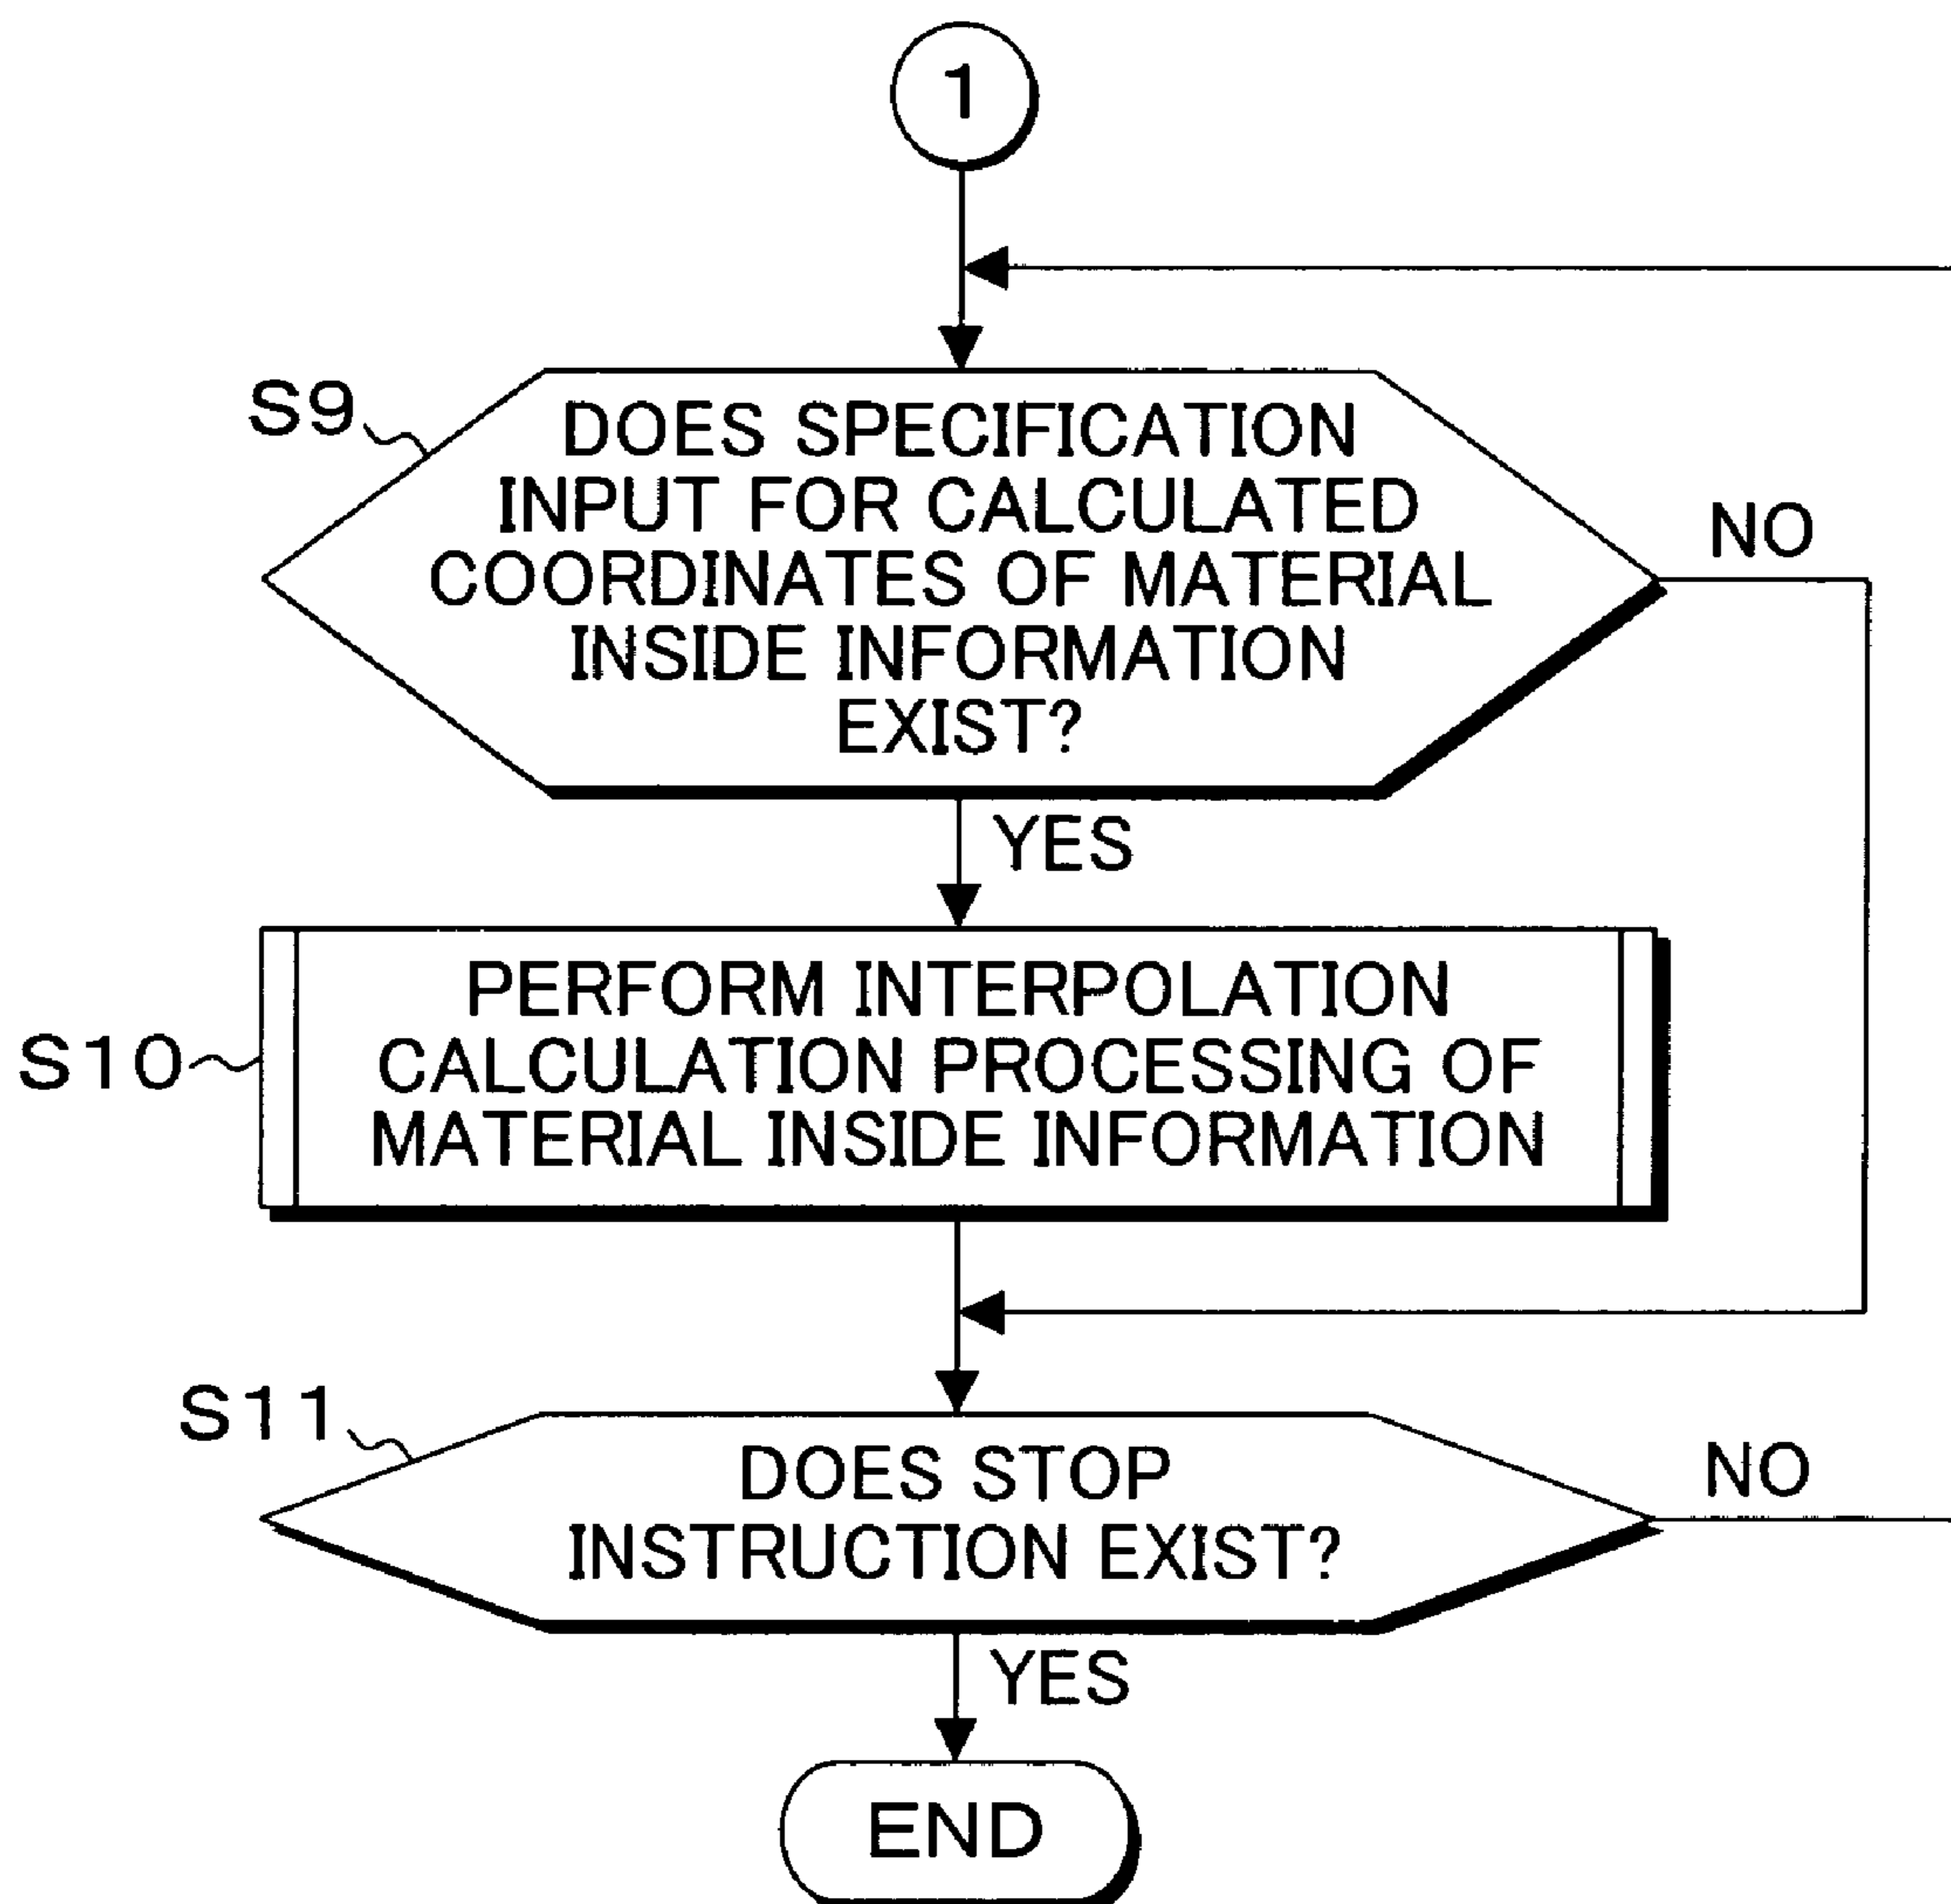 1
S9
DOES SPECIFICATION
INPUT FOR CALCULATED
COORDINATES OF MATERIAL
INSIDE INFORMATION
EXIST?
NO
YES
S10
PERFORM INTERPOLATION
CALCULATION PROCESSING OF
MATERIAL INSIDE INFORMATION
S11
DOES STOP
INSTRUCTION EXIST?
NO
YES
END